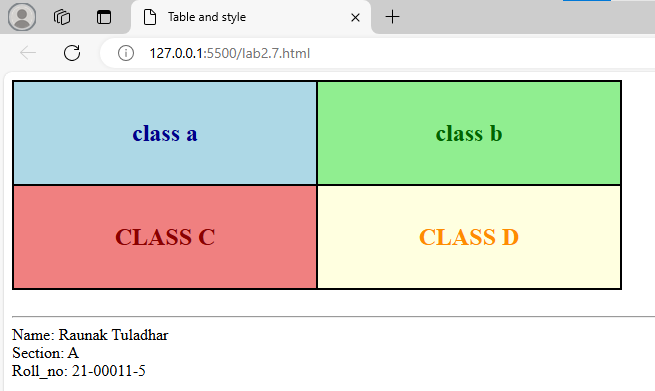 Table and style
127.0.0.1:5500/lab2.7.html
class a
class b
CLASS C
CLASS D
Name: Raunak Tuladhar
Section: A
Roll_no: 21-00011-5